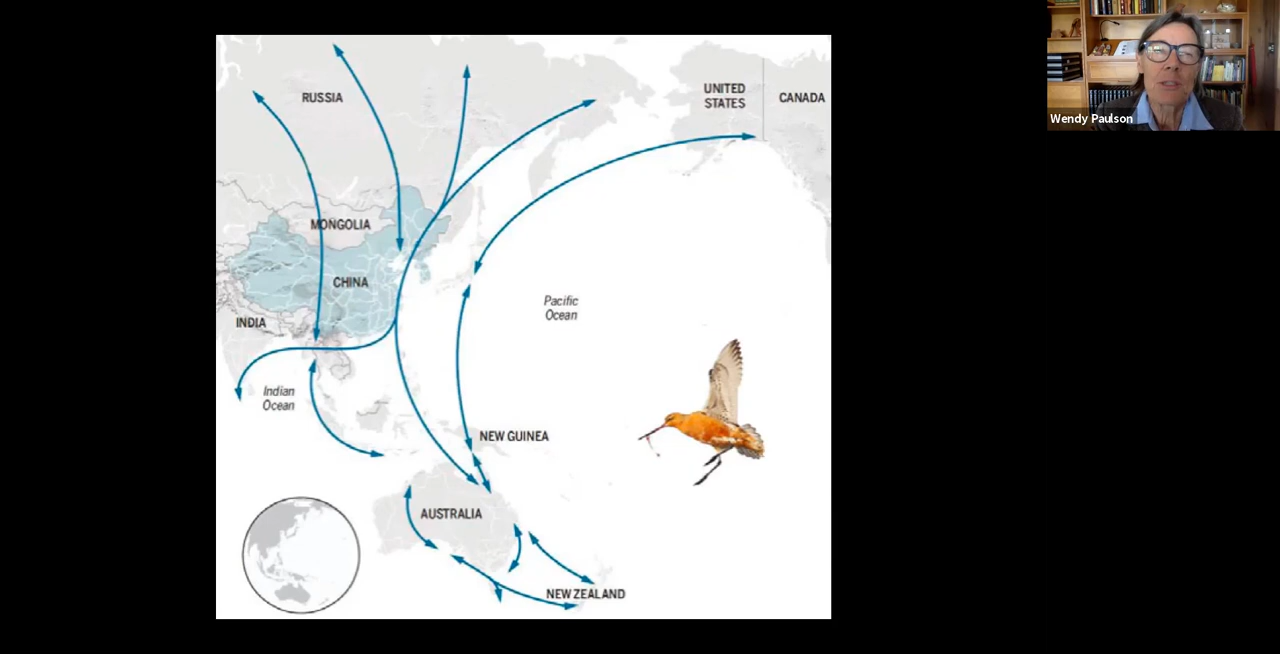 RUSSIA
UNITED
STATES
CANADA
Wendy Paulson
MONGOLIA
CHINA
INDIA
Pacific
Ocean
Indian
Ocean
NEW GUINEA
AUSTRALIA
NEW ZEALAND